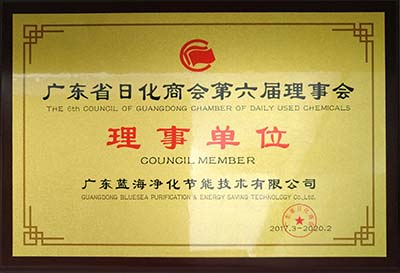 广东省日化商会第六届理事会
THE 6th COUNCIL OF GUANGDONG CHAMBER OF DAILY USED CHEMICALS
理事单位
COUNCIL MEMBER
广东蓝海净化节能技术有限公司
GUANGDONG BLUESEA PURIFICATION & ENERGY SAVING TECHNOLOGY Co.,Ltd.
2017.3-2020.2